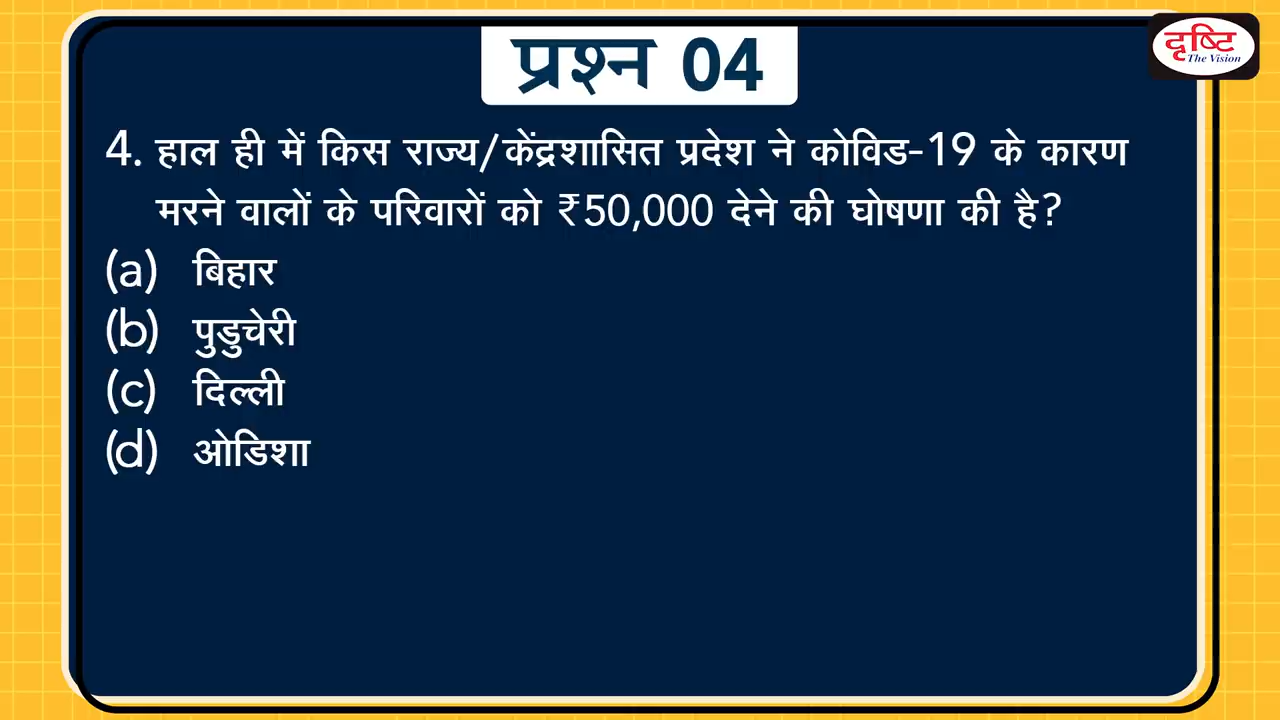 प्रश्न 04
दृष्टि
The Vision
4. हाल ही में किस राज्य/केंद्रशासित प्रदेश ने कोविड-19 के कारण
मरने वालों के परिवारों को ₹50,000 देने की घोषणा की है?
(a) बिहार
(b) पुडुचेरी
(c) दिल्ली
(d) ओडिशा